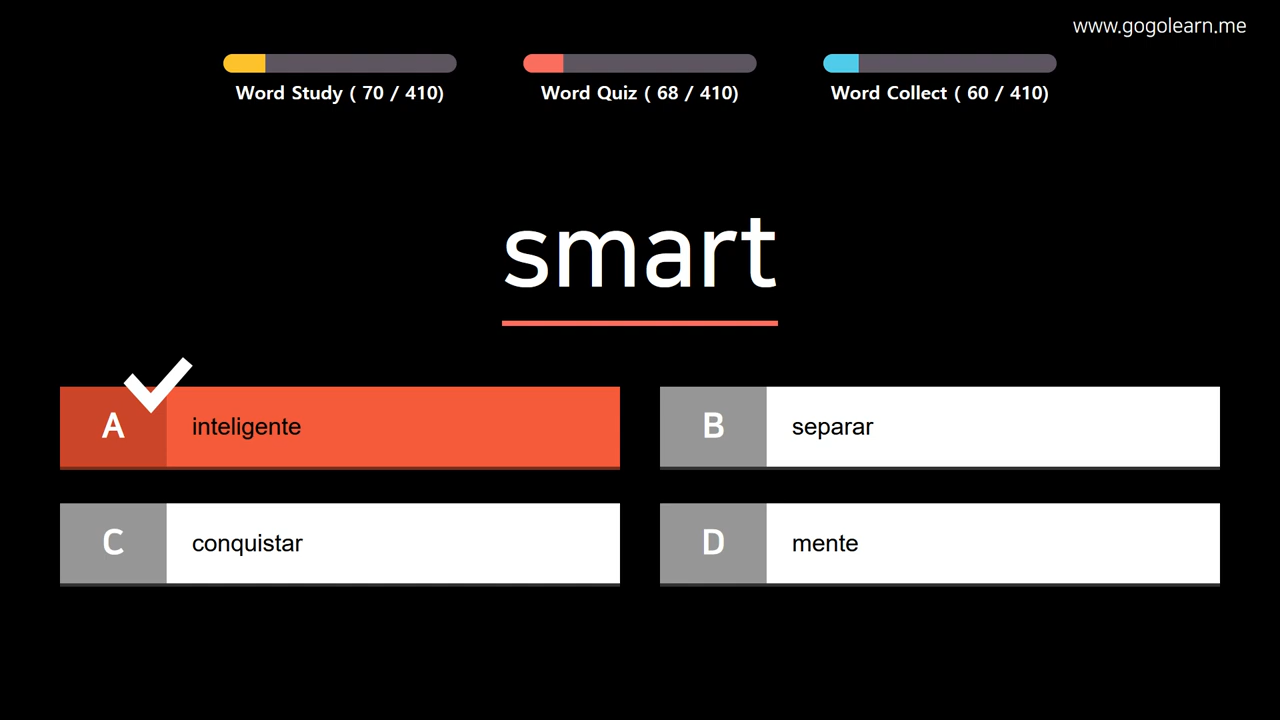 www.gogolearn.me
Word Study ( 70 / 410)
Word Quiz ( 68 / 410)
Word Collect ( 60 / 410)
smart
A inteligente
B separar
C conquistar
D mente